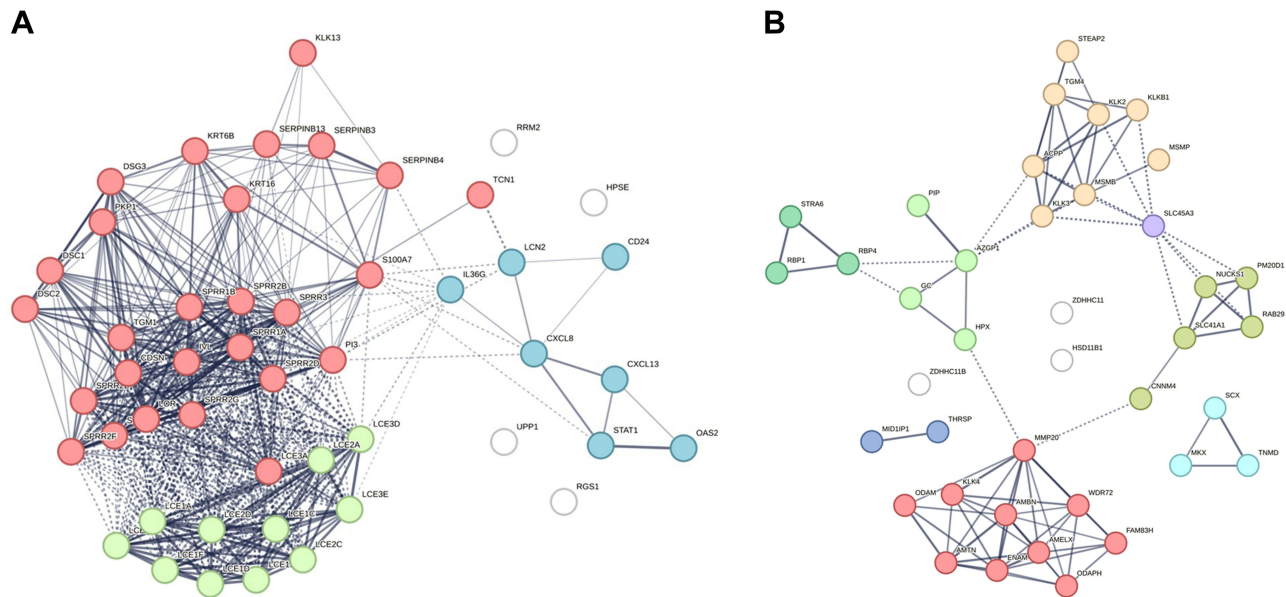 A
B
KLK13
KRT6B
SERPINB13
SERPINB3
RRM2
DSG3
SERPINB4
KRT16
TCN1
HPSE
PKP1
DSC1
S100A7
LCN2
CD24
IL36G
DSC2
SPRR1B
SPRR2B
SPRR3
TGM1
SPRR1A
CXCL8
CDSN
IVL
PI3
SPRR2D
CXCL13
LOR
SPRR2G
SPRR2F
LCE3D
LCE2A
UPP1
STAT1
OAS2
LCE3A
LCE3E
RGS1
LCE1A
LCE2D
LCE1C
LCE2C
LCE1F
LCE1D
STEAP2
TGM4
KLK2
KLKB1
ACPP
MSMP
MSMB
PIP
KLK3
SLC45A3
STRA6
RBP1
RBP4
AZGP1
GC
NUCKS1
PM20D1
RAB29
SLC41A1
ZDHHC11
HPX
HSD11B1
ZDHHC11B
CNNM4
SCX
MKX
TNMD
MID1IP1
THRSP
MMP20
KLK4
ODAM
AMBN
WDR72
FAM83H
AMELX
AMTN
ENAM
ODAPH